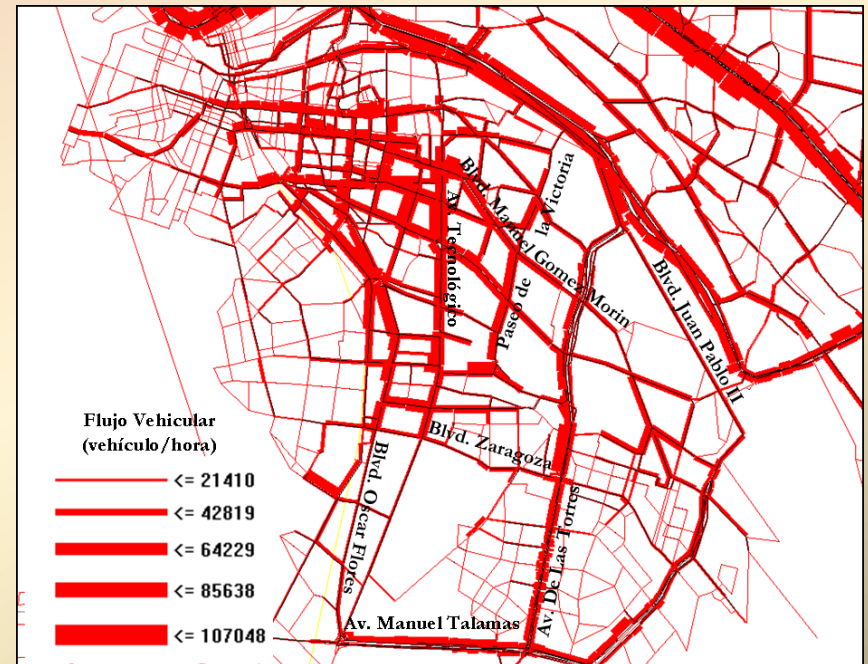 Blvd. Manuel Gomez Morin
la Victoria
Paseo de
Av. Tecnológico
Blvd. Juan Pablo II
Flujo Vehicular
(vehículo/hora)
<= 21410
<= 42819
<= 64229
<= 85638
<= 107048
Blvd. Zaragoza
Blvd. Oscar Flores
Av. De Las Torres
Av. Manuel Talamas